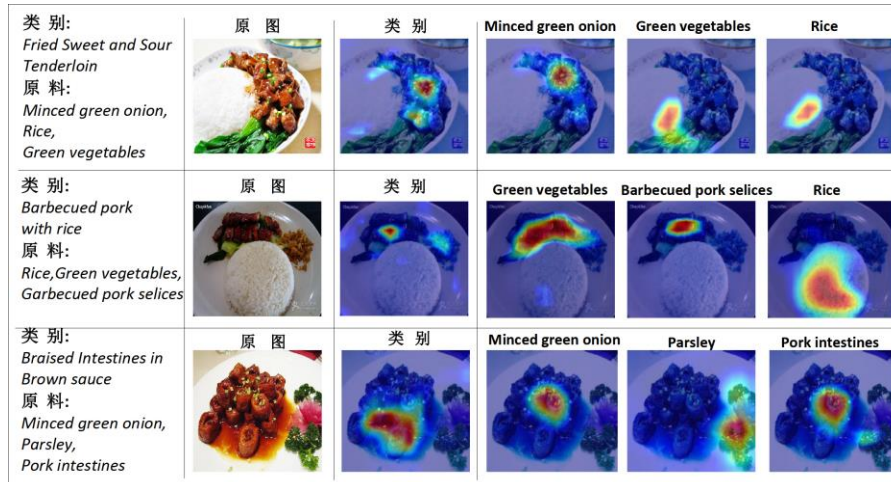 类 别:
Fried Sweet and Sour
Tenderloin
原 料:
Minced green onion,
Rice,
Green vegetables
原 图
类 别
Minced green onion
Green vegetables
Rice
类 别:
Barbecued pork
with rice
原 料:
Rice,Green vegetables,
Garbecued pork selices
原 图
类 别
Green vegetables
Barbecued pork selices
Rice
类 别:
Braised Intestines in
Brown sauce
原 料:
Minced green onion,
Parsley,
Pork intestines
原 图
类 别
Minced green onion
Parsley
Pork intestines